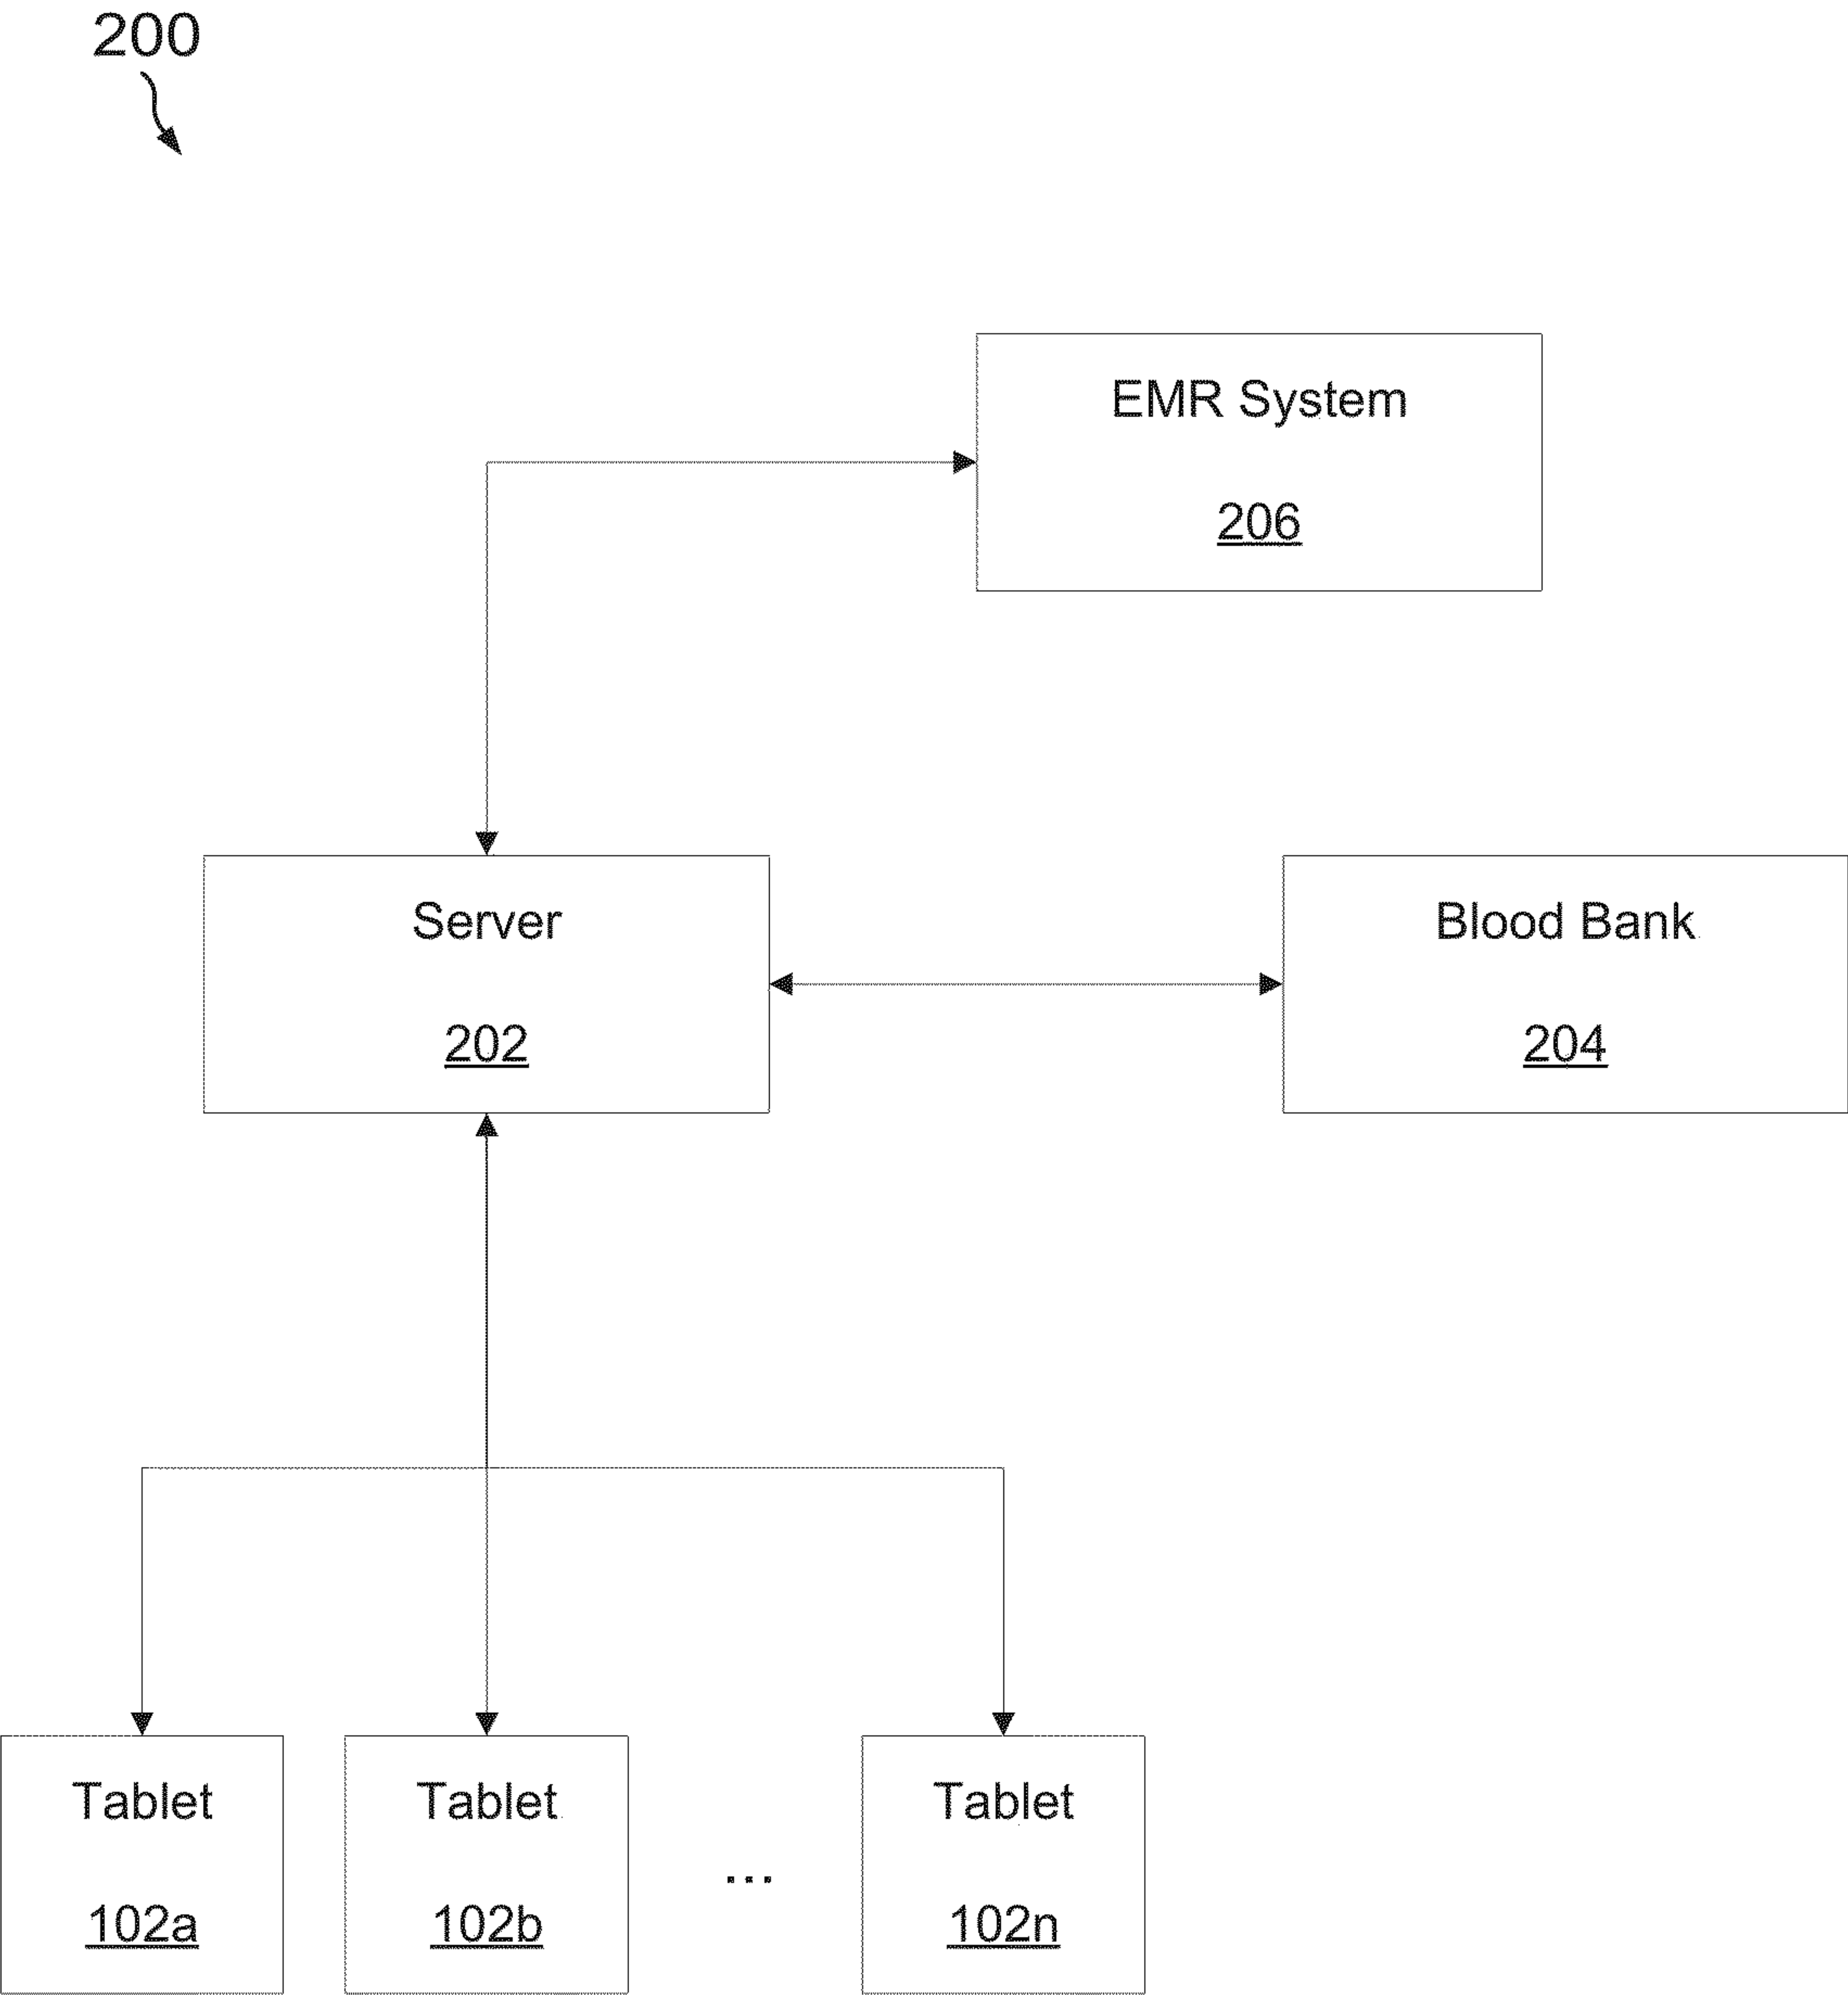 200
EMR System
206
Server
202
Blood Bank
204
Tablet
102a
Tablet
102b
...
Tablet
102n